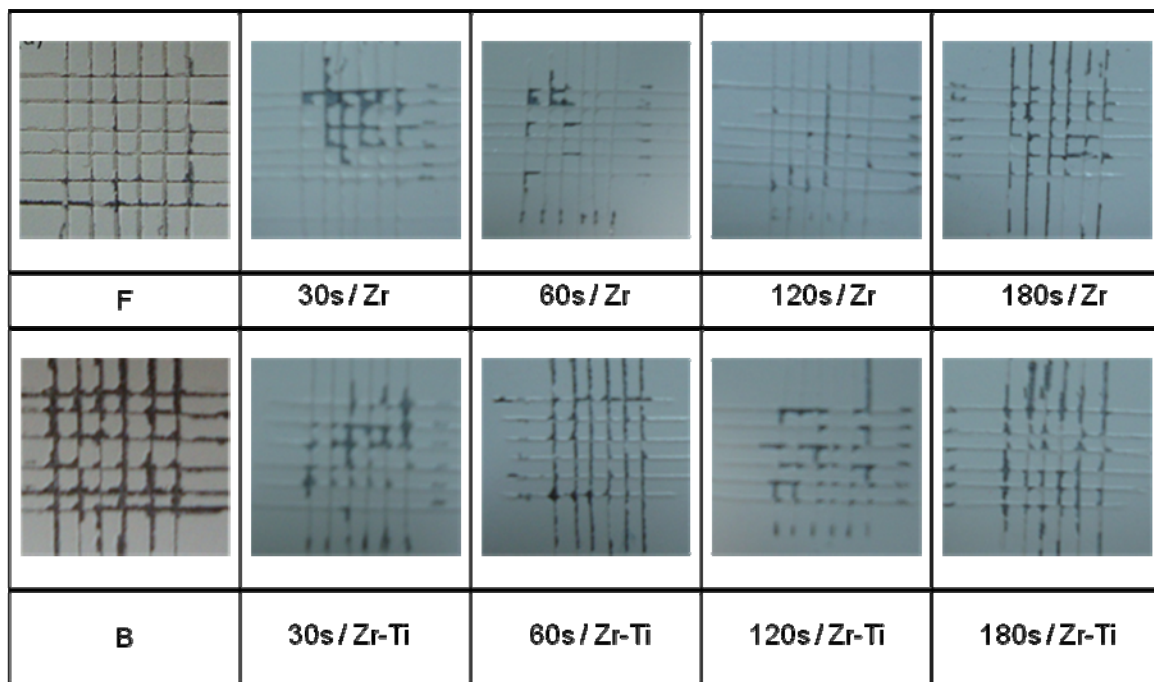 F
30s / Zr
60s / Zr
120s / Zr
180s / Zr
B
30s / Zr-Ti
60s / Zr-Ti
120s / Zr-Ti
180s / Zr-Ti